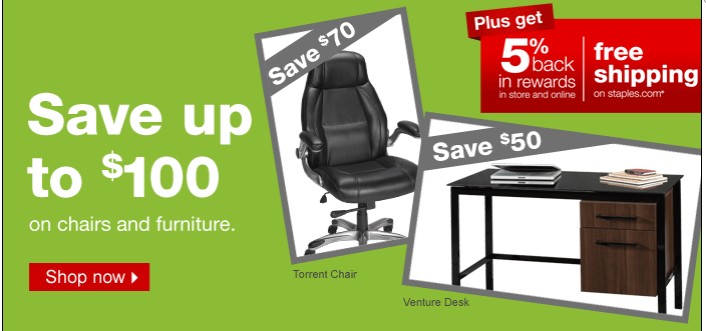 Save up
to $100
on chairs and furniture.
Shop now
Save $70
Torrent Chair
Save $50
Venture Desk
Plus get
5% back
in rewards
in store and online
free
shipping
on staples.com*